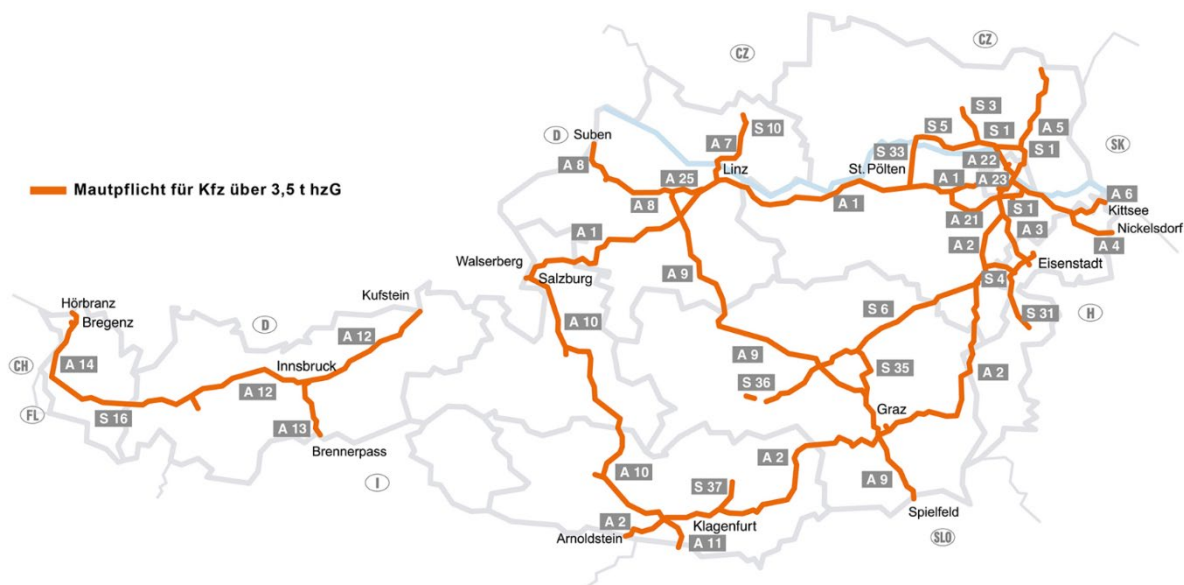 CZ
CZ
S 3
S 10
D
Suben
A 7
S 5
S 1
A 5
A 8
S 33
S 1
SK
Mautpflicht für Kfz über 3,5 t hzG
A 25
Linz
St. Pölten
A 22
A 1
A 23
A 6
A 8
A 1
Kittsee
A 21
S 1
Nickelsdorf
A 1
A 3
A 4
A 2
Walserberg
Salzburg
A 9
Eisenstadt
S 4
Hörbranz
Kufstein
Bregenz
D
A 10
S 6
S 31
H
A 12
CH
A 14
Innsbruck
A 9
S 35
A 2
A 12
S 36
FL
S 16
Graz
A 13
Brennerpass
A 2
A 10
I
S 37
A 9
Spielfeld
A 2
Klagenfurt
Arnoldstein
A 11
SLO